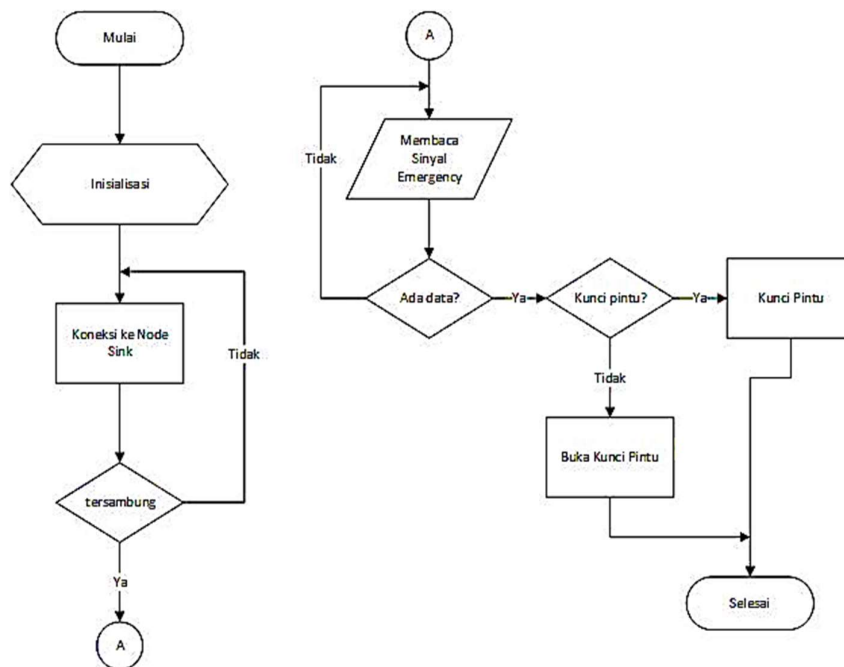 Mulai
Inisialisasi
Koneksi ke Node
Sink
Tidak
tersambung
Ya
A
A
Membaca
Sinyal
Emergency
Tidak
Ada data?
Ya
Kunci pintu?
Ya
Kunci Pintu
Tidak
Buka Kunci Pintu
Selesai